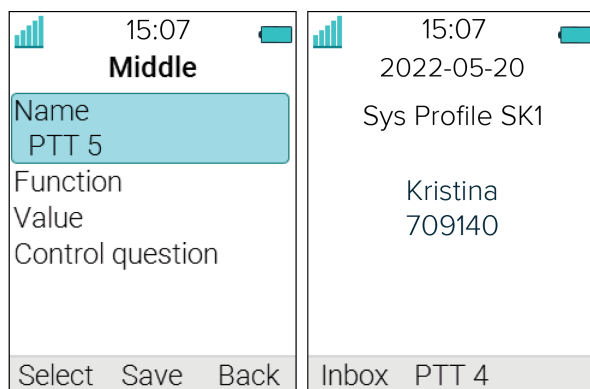 15:07
Middle
Name
PTT 5
Function
Value
Control question
Select Save Back
15:07
2022-05-20
Sys Profile SK1
Kristina
709140
Inbox PTT 4